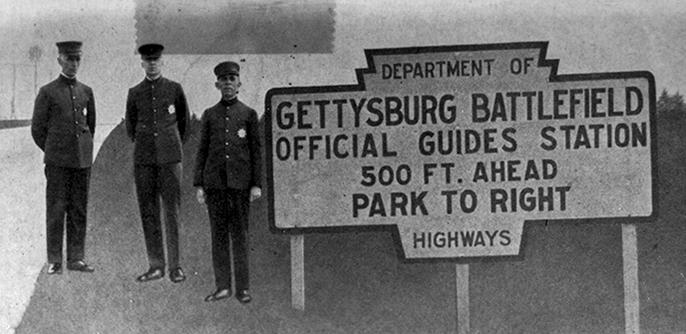 DEPARTMENT OF
GETTYSBURG BATTLEFIELD
OFFICIAL GUIDES STATION
500 FT. AHEAD
PARK TO RIGHT
HIGHWAYS